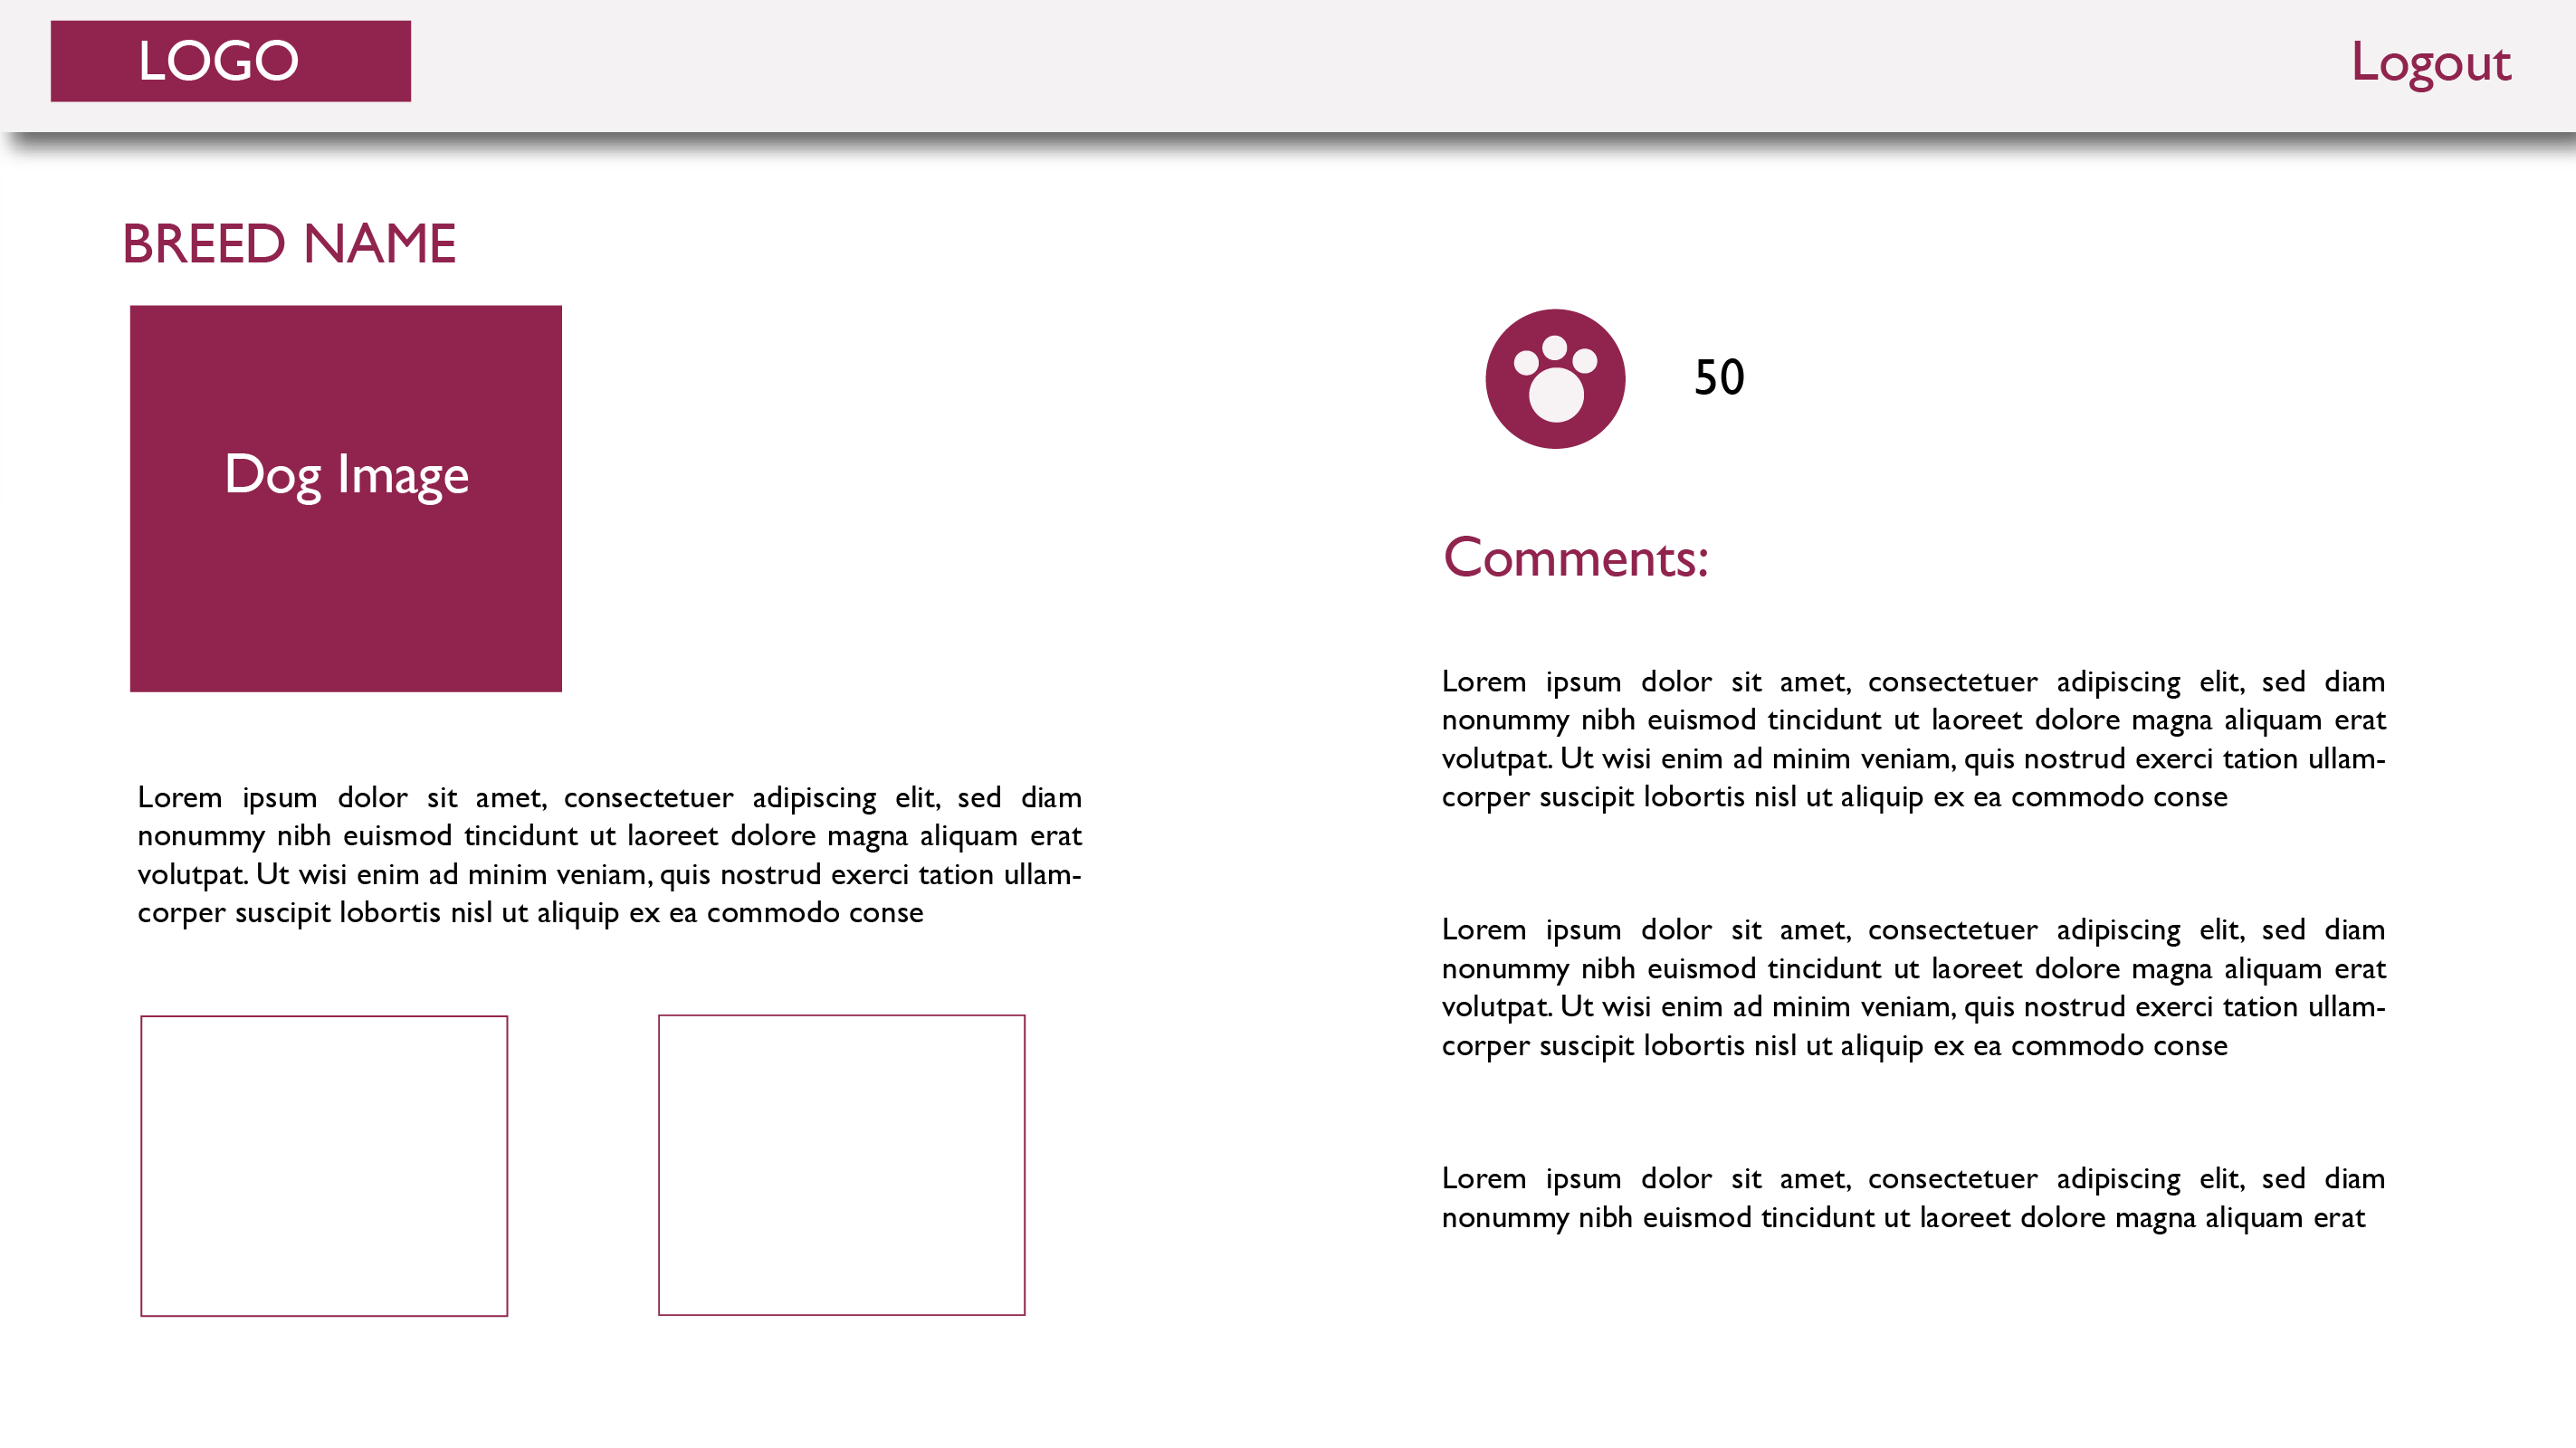 LOGO
Logout
BREED NAME
Dog Image
Lorem ipsum dolor sit amet, consectetuer adipiscing elit, sed diam
nonummy nibh euismod tincidunt ut laoreet dolore magna aliquam erat
volutpat. Ut wisi enim ad minim veniam, quis nostrud exerci tation ullam-
corper suscipit lobortis nisl ut aliquip ex ea commodo conse
50
Comments:
Lorem ipsum dolor sit amet, consectetuer adipiscing elit, sed diam
nonummy nibh euismod tincidunt ut laoreet dolore magna aliquam erat
volutpat. Ut wisi enim ad minim veniam, quis nostrud exerci tation ullam-
corper suscipit lobortis nisl ut aliquip ex ea commodo conse
Lorem ipsum dolor sit amet, consectetuer adipiscing elit, sed diam
nonummy nibh euismod tincidunt ut laoreet dolore magna aliquam erat
volutpat. Ut wisi enim ad minim veniam, quis nostrud exerci tation ullam-
corper suscipit lobortis nisl ut aliquip ex ea commodo conse
Lorem ipsum dolor sit amet, consectetuer adipiscing elit, sed diam
nonummy nibh euismod tincidunt ut laoreet dolore magna aliquam erat